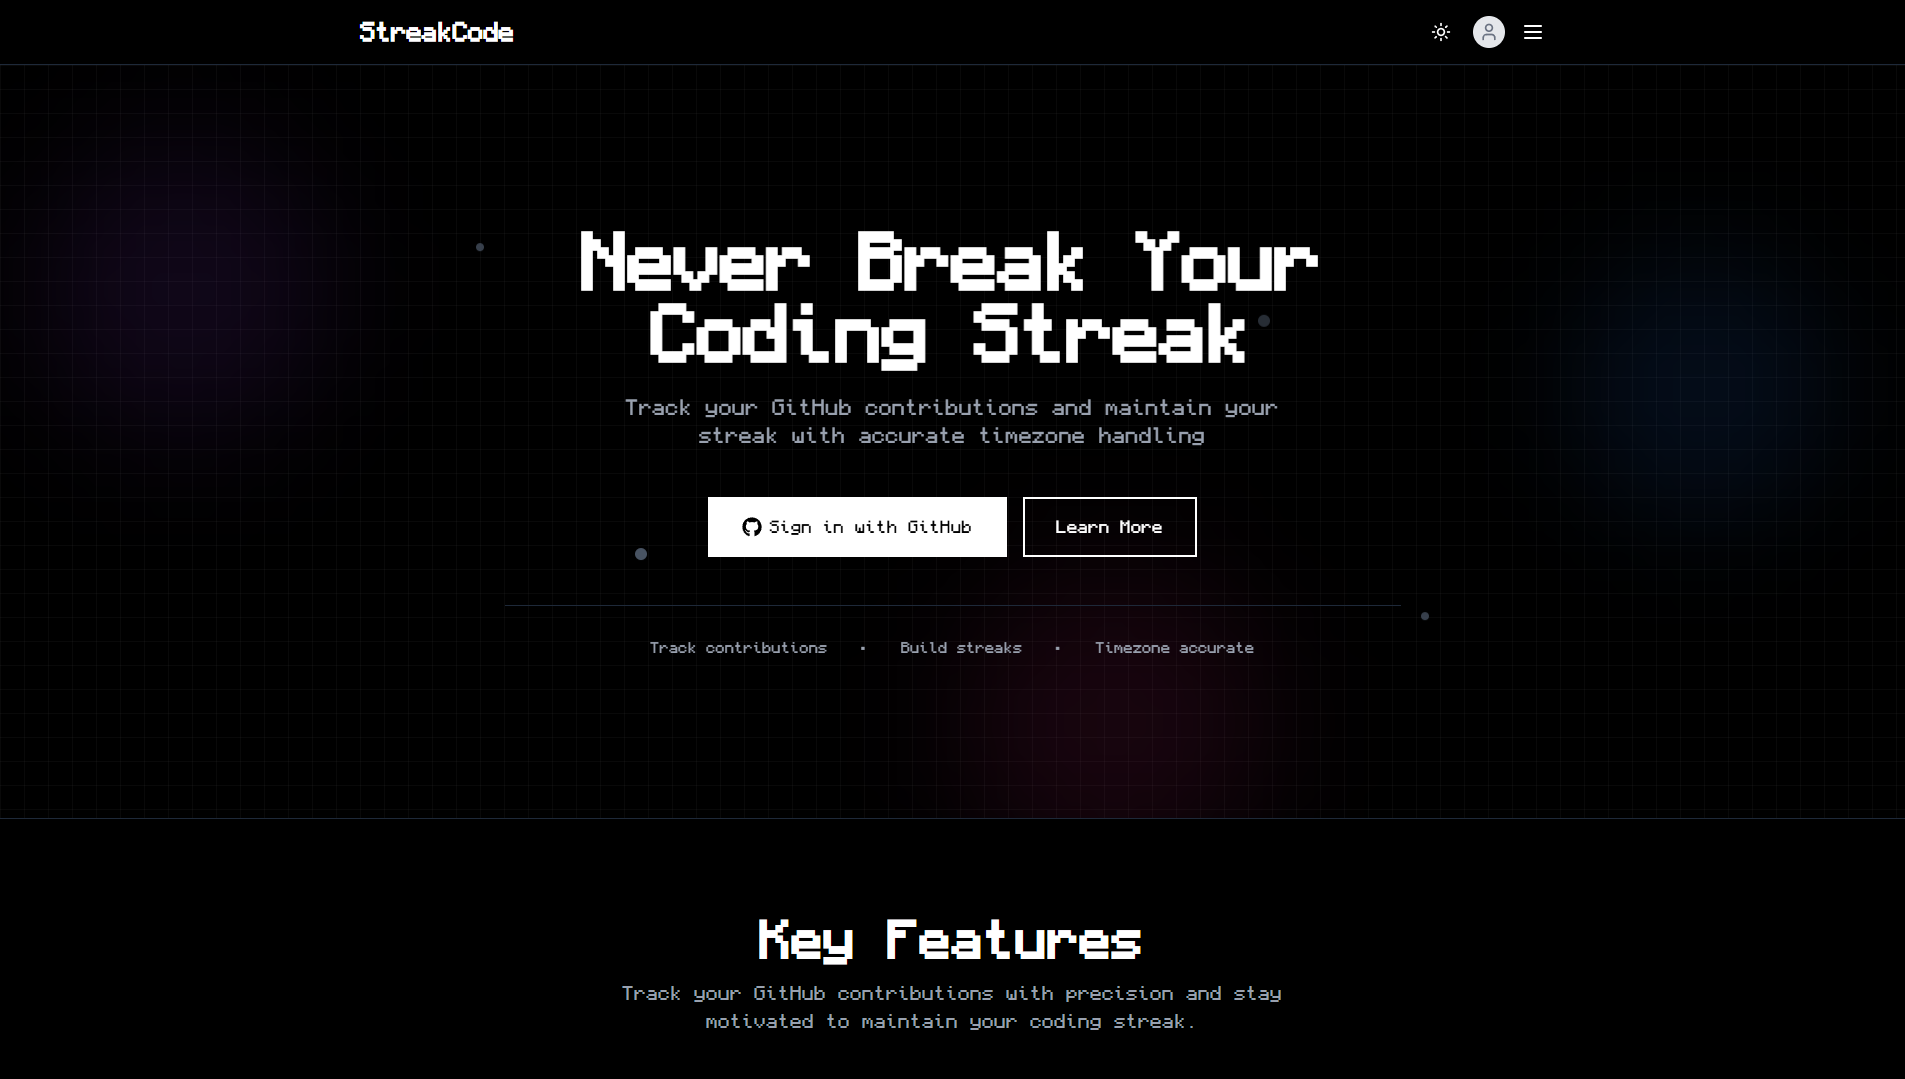 StreakCode
Never Break Your
Coding Streak
Track your GitHub contributions and maintain your
streak with accurate timezone handling
Sign in with GitHub
Learn More
Track contributions • Build streaks • Timezone accurate
Key Features
Track your GitHub contributions with precision and stay
motivated to maintain your coding streak.